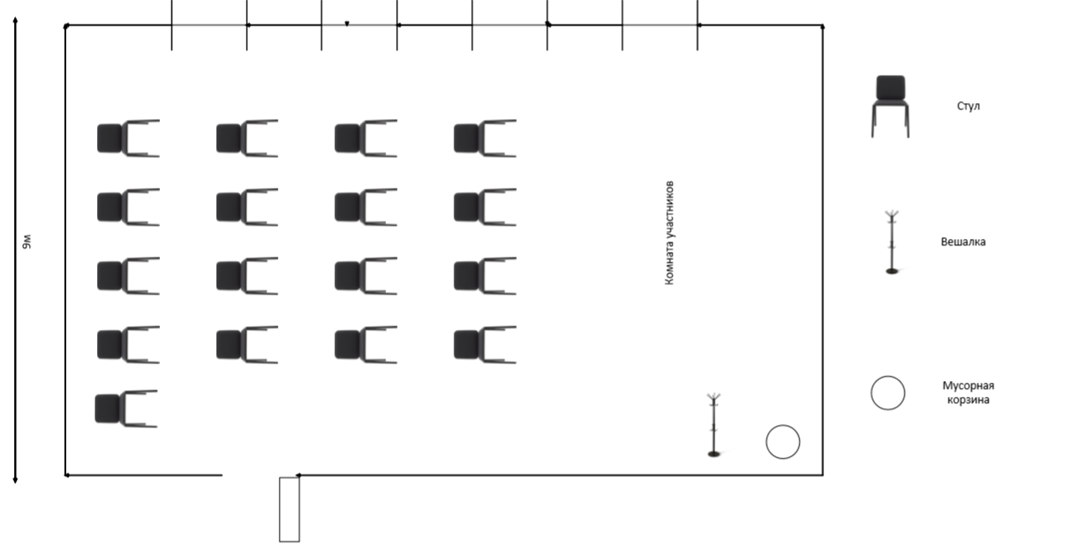 9м
Комната участников
Стул
Вешалка
Мусорная
корзина